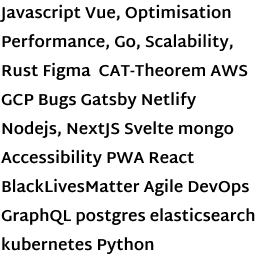 Javascript Vue, Optimisation
Performance, Go, Scalability,
Rust Figma  CAT-Theorem AWS
GCP Bugs Gatsby Netlify
Nodejs, NextJS Svelte mongo
Accessibility PWA React
BlackLivesMatter Agile DevOps
GraphQL postgres elasticsearch
kubernetes Python